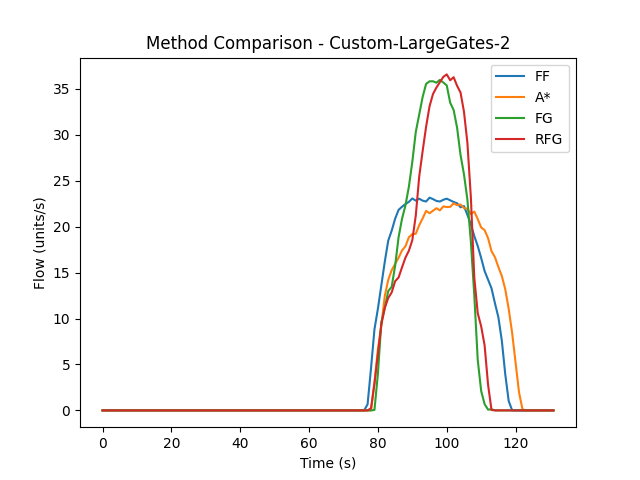 Method Comparison - Custom-LargeGates-2
Flow (units/s)
35
30
25
20
15
10
5
0
FF
A*
FG
RFG
0 20 40 60 80 100 120
Time (s)